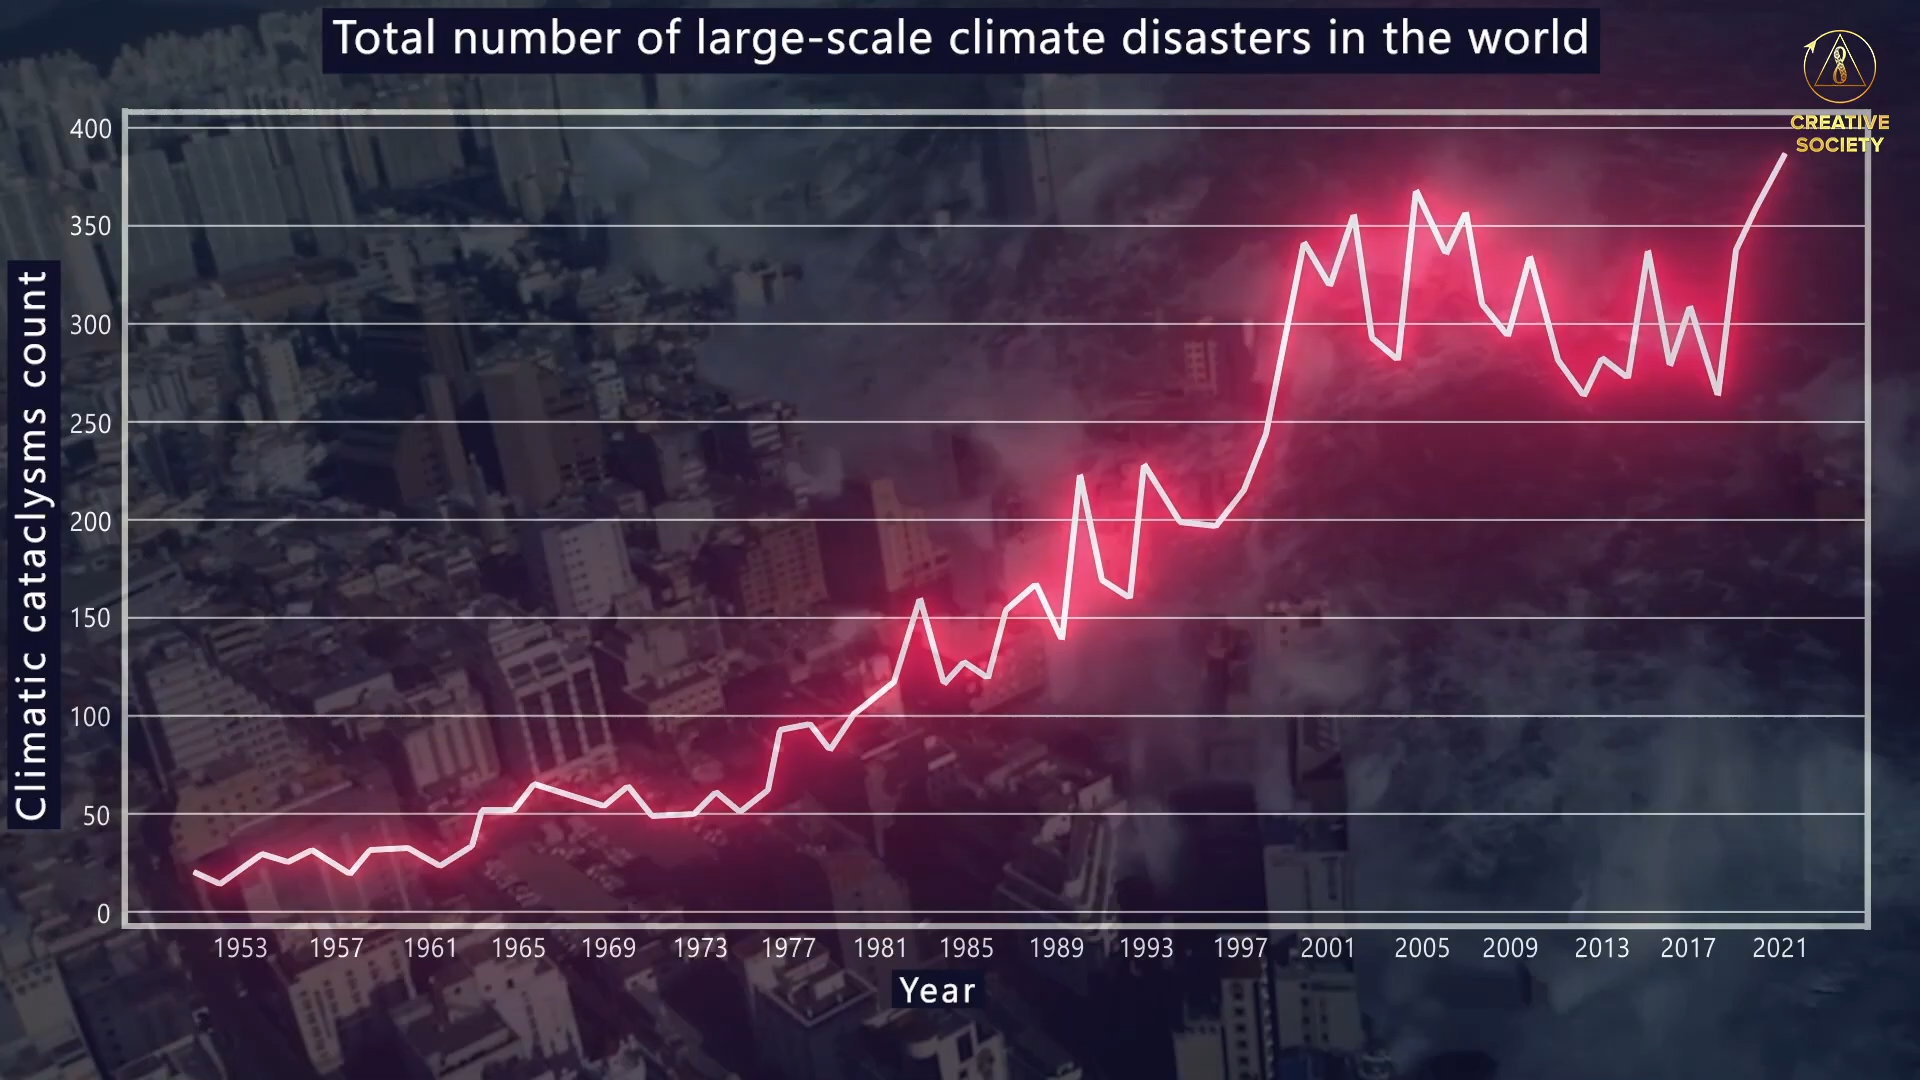 Total number of large-scale climate disasters in the world
CREATIVE
SOCIETY
Climatic cataclysms count
400
350
300
250
200
150
100
50
0
1953 1957 1961 1965 1969 1973 1977 1981 1985 1989 1993 1997 2001 2005 2009 2013 2017 2021
Year